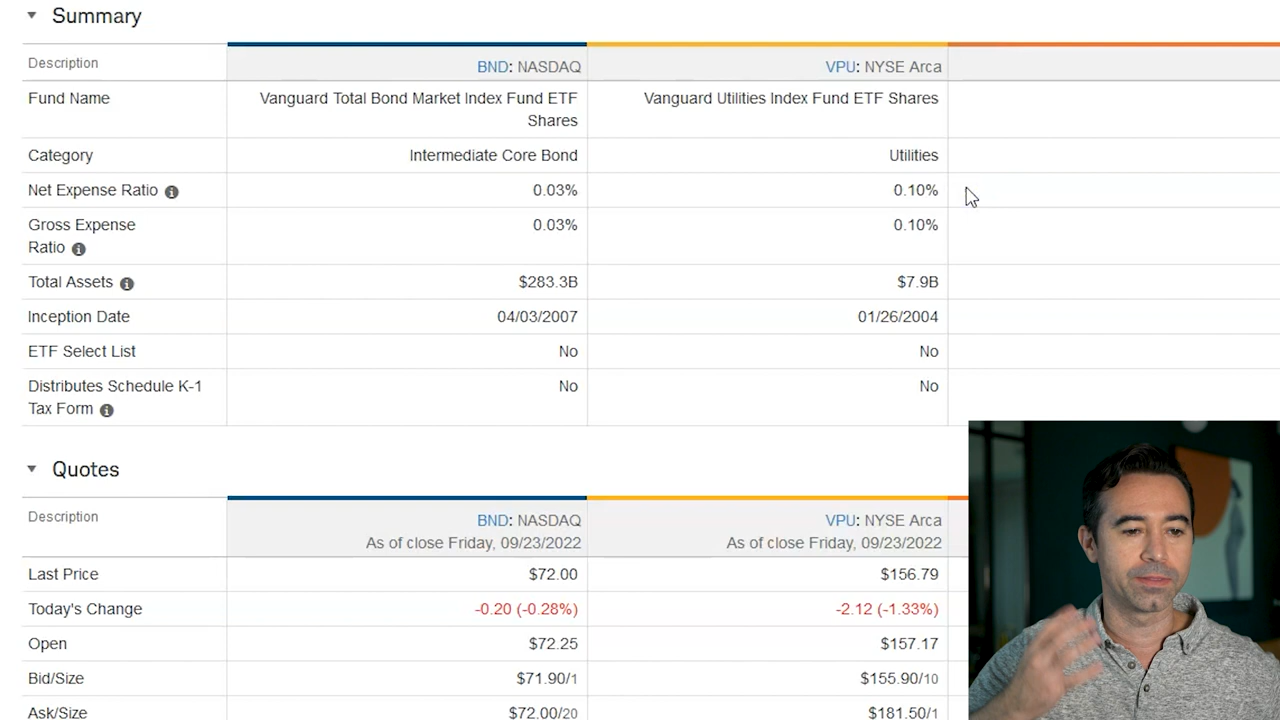 Summary
Description BND: NASDAQ VPU: NYSE Arca
Fund Name Vanguard Total Bond Market Index Fund ETF Vanguard Utilities Index Fund ETF Shares
Shares
Category Intermediate Core Bond Utilities
Net Expense Ratio 0.03% 0.10%
Gross Expense 0.03% 0.10%
Ratio
Total Assets $283.3B $7.9B
Inception Date 04/03/2007 01/26/2004
ETF Select List No No
Distributes Schedule K-1 No No
Tax Form
Quotes
Description BND: NASDAQ VPU: NYSE Arca
As of close Friday, 09/23/2022 As of close Friday, 09/23/2022
Last Price $72.00 $156.79
Today's Change -0.20 (-0.28%) -2.12 (-1.33%)
Open $72.25 $157.17
Bid/Size $71.90/1 $155.90/10
Ask/Size $72.00/20 $181.50/1